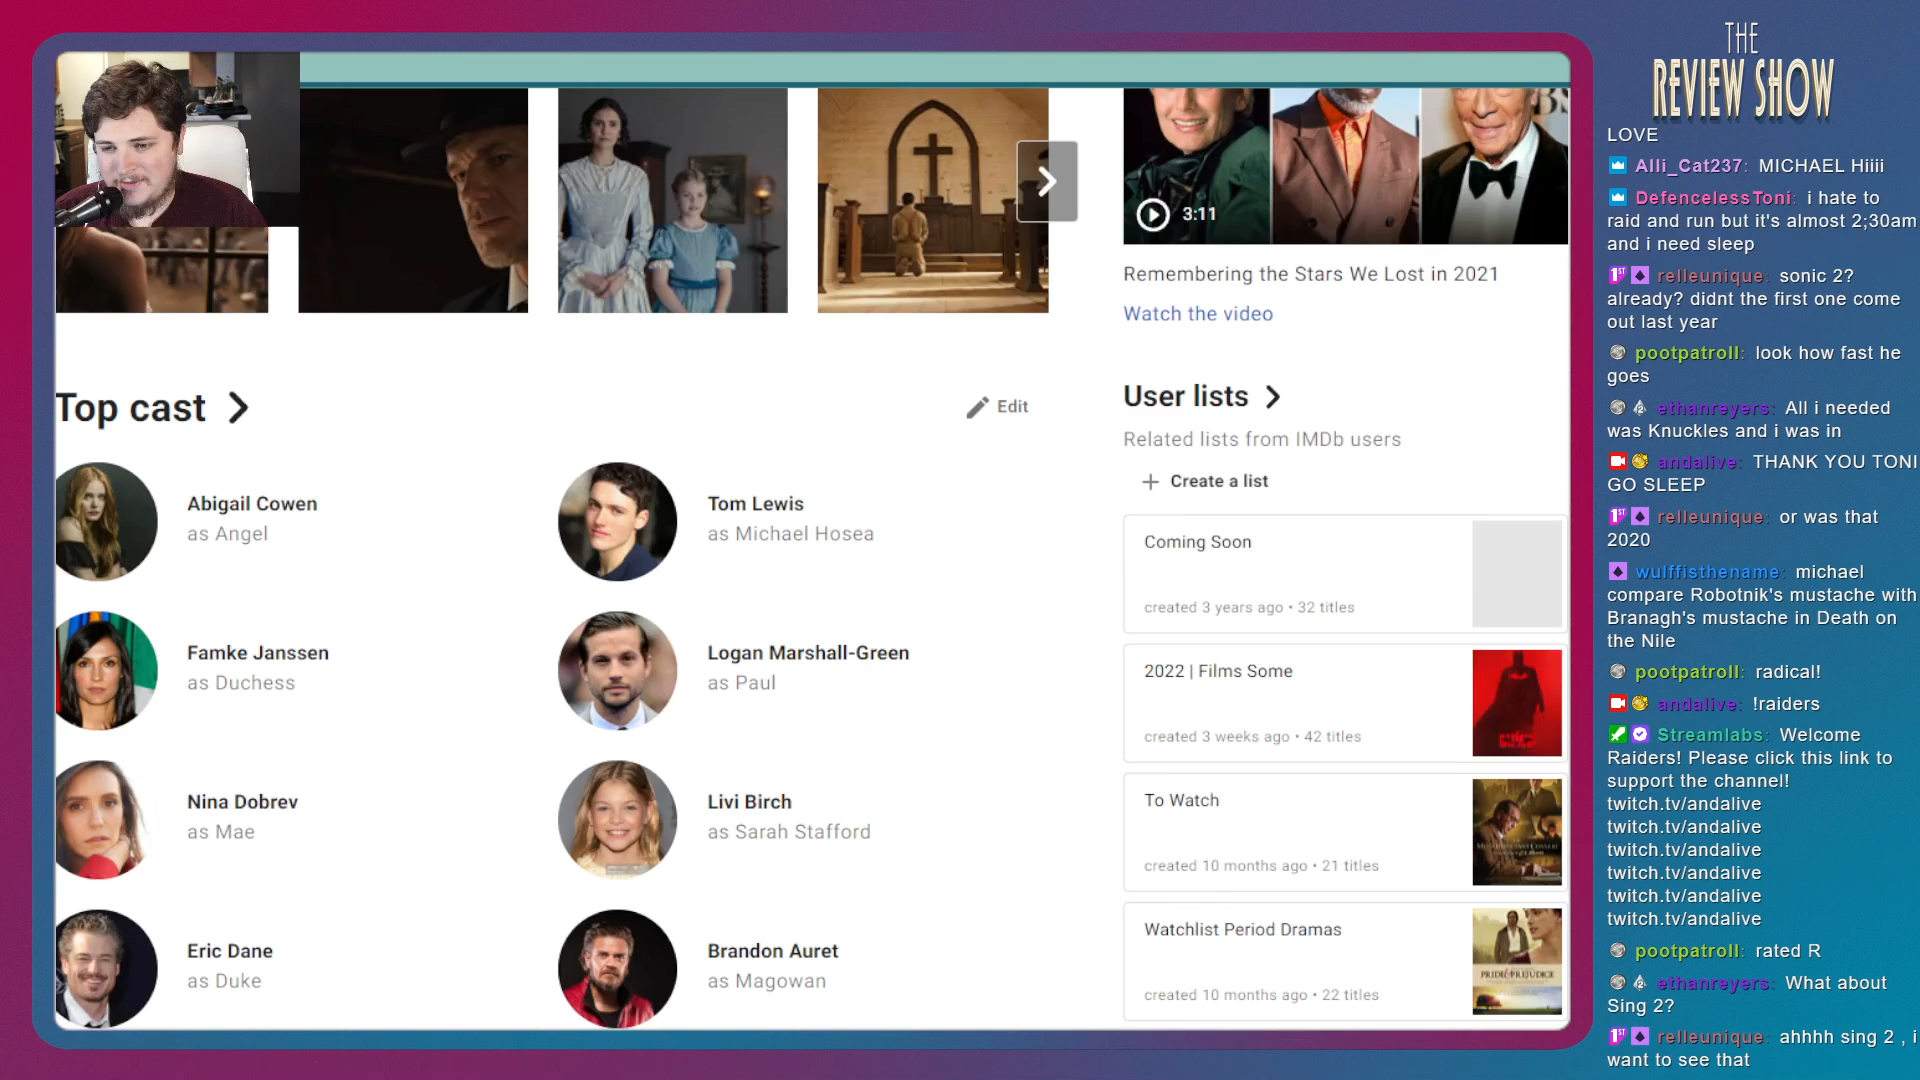 3:11
Remembering the Stars We Lost in 2021
Watch the video
Top cast
Edit
Abigail Cowen
as Angel
Tom Lewis
as Michael Hosea
Famke Janssen
as Duchess
Logan Marshall-Green
as Paul
Nina Dobrev
as Mae
Livi Birch
as Sarah Stafford
Eric Dane
as Duke
Brandon Auret
as Magowan
User lists
Related lists from IMDb users
Create a list
Coming Soon
created 3 years ago • 32 titles
2022 | Films Some
created 3 weeks ago • 42 titles
To Watch
created 10 months ago • 21 titles
Watchlist Period Dramas
created 10 months ago • 22 titles
PRIDE & PREJUDICE
THE
REVIEW SHOW
LOVE
Alli_Cat237: MICHAEL Hiiii
DefencelessToni: i hate to
raid and run but it's almost 2;30am
and i need sleep
1ST relleunique: sonic 2?
already? didnt the first one come
out last year
pootpatroll: look how fast he
goes
ethanreyers: All i needed
was Knuckles and i was in
andalive: THANK YOU TONI
GO SLEEP
1ST relleunique: or was that
2020
wulffisthename: michael
compare Robotnik's mustache with
Branagh's mustache in Death on
the Nile
pootpatroll: radical!
andalive: !raiders
Streamlabs: Welcome
Raiders! Please click this link to
support the channel!
twitch.tv/andalive
twitch.tv/andalive
twitch.tv/andalive
twitch.tv/andalive
twitch.tv/andalive
twitch.tv/andalive
pootpatroll: rated R
ethanreyers: What about
Sing 2?
1ST relleunique: ahhhh sing 2 , i
want to see that